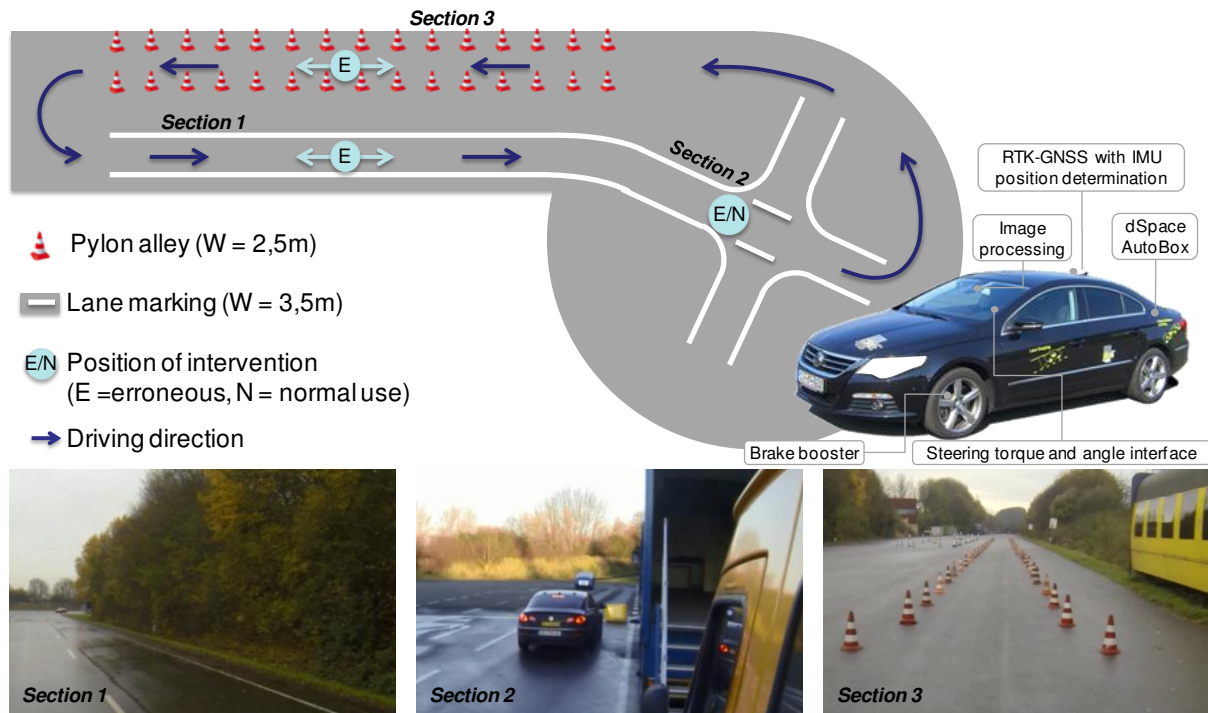 Section 3
E
Section 1
E
Section 2
E/N
RTK-GNSS with IMU
position determination
Image
processing
dSpace
AutoBox
Pylon alley (W = 2,5m)
Lane marking (W = 3,5m)
E/N
Position of intervention
(E =erroneous, N = normal use)
Driving direction
Brake booster
Steering torque and angle interface
Section 1
Section 2
Section 3